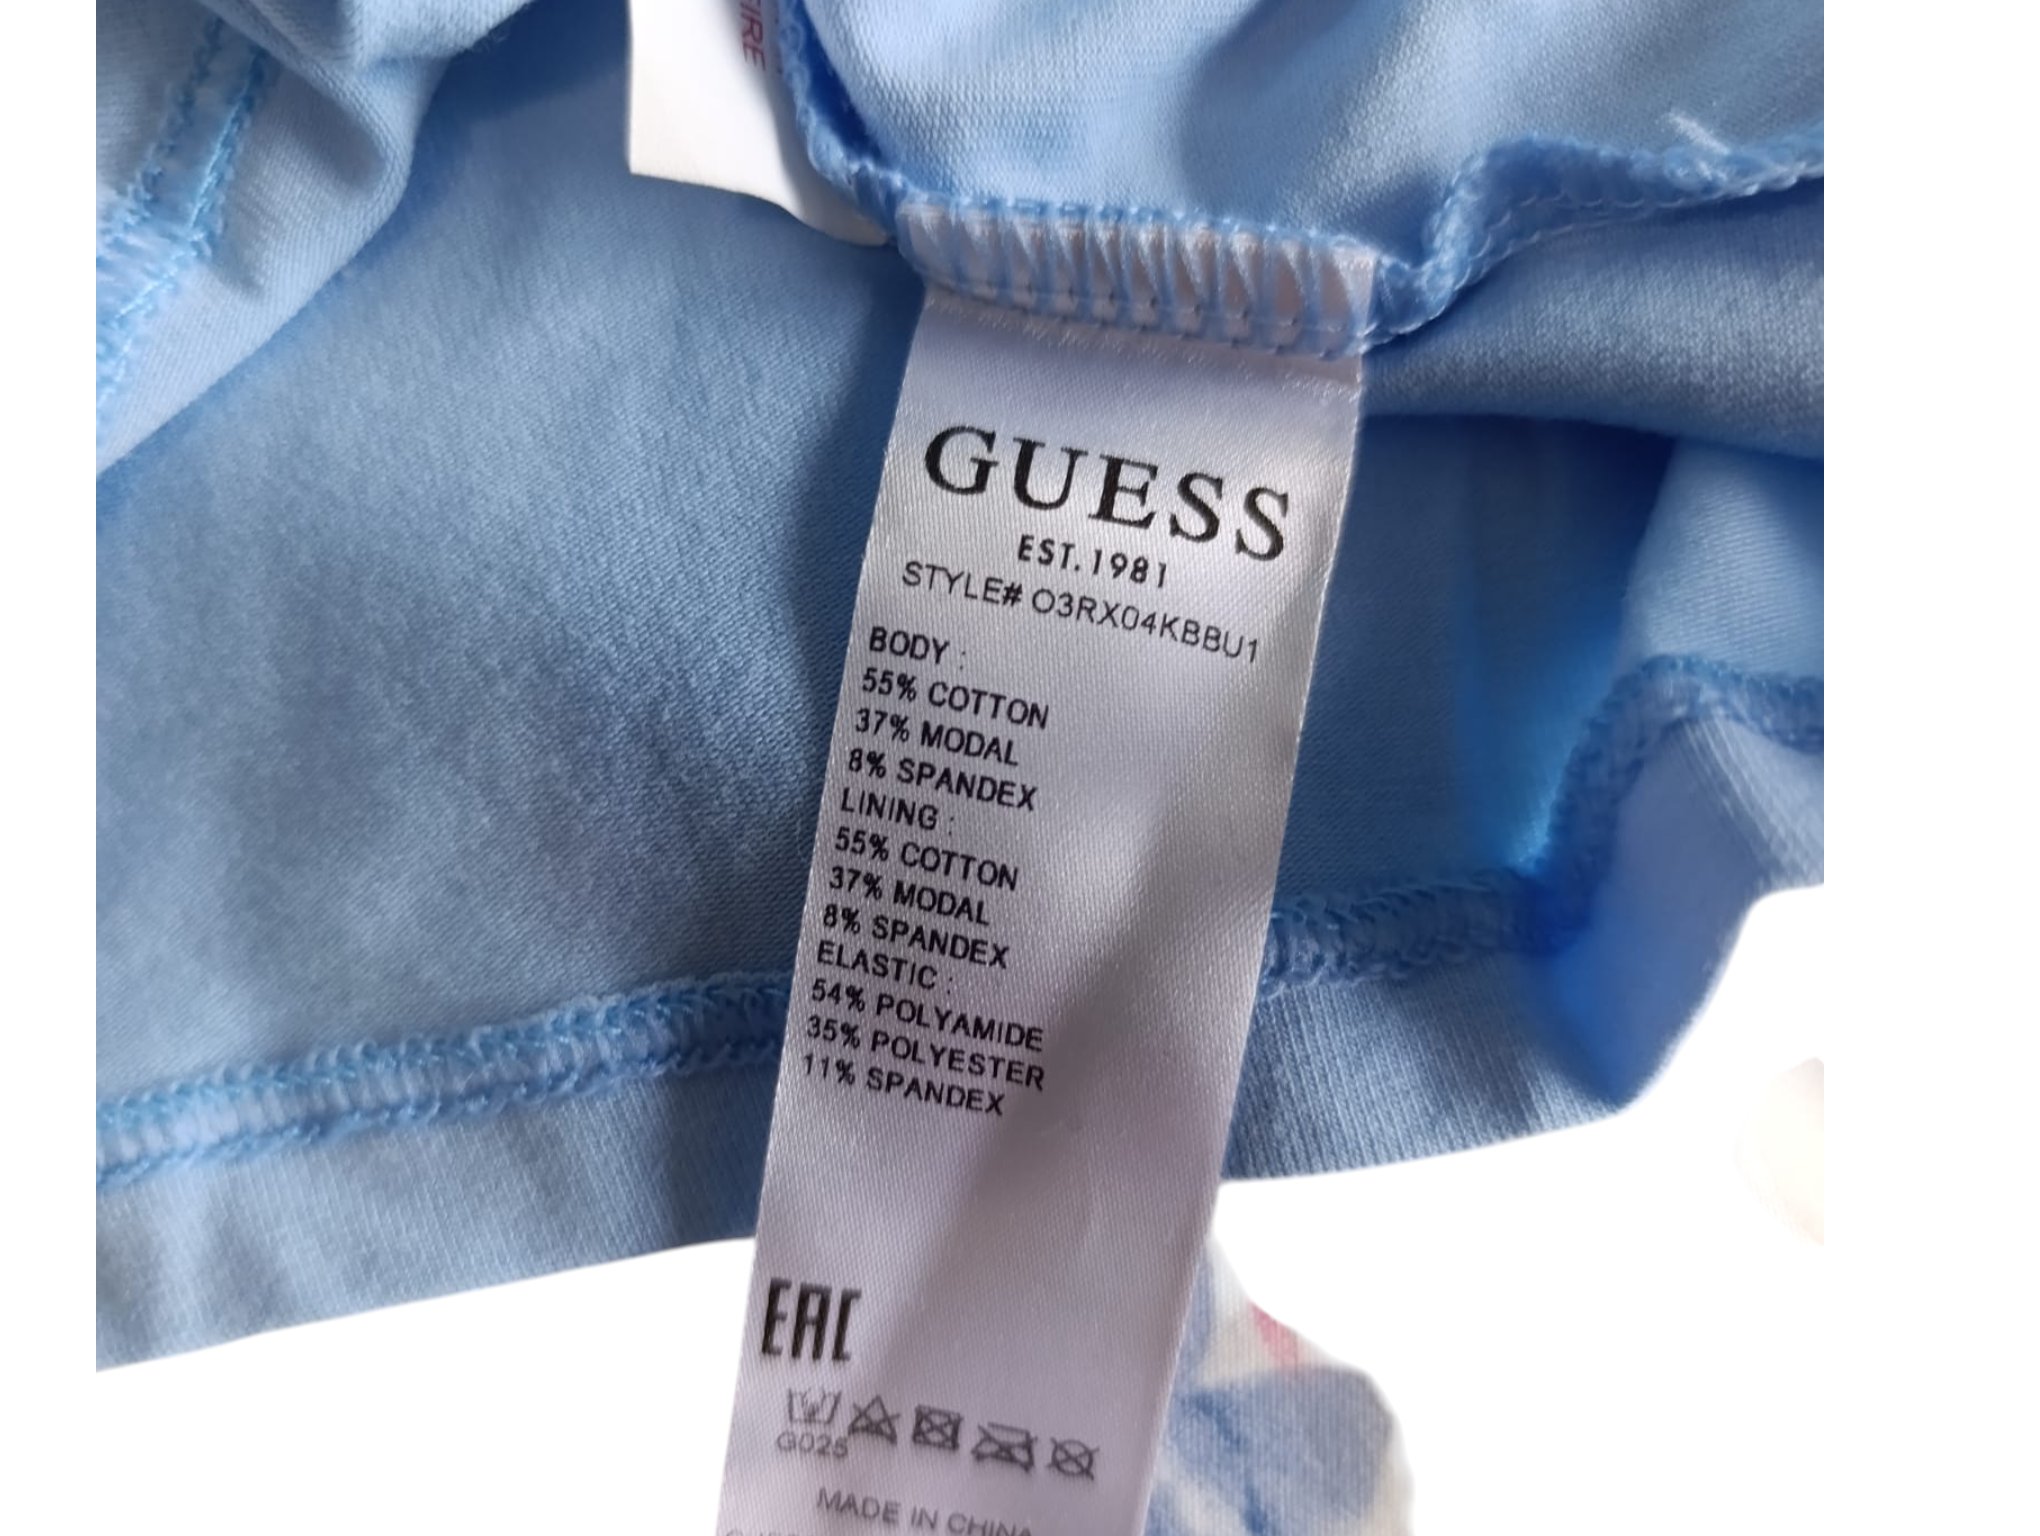 FIRE
GUESS
EST.1981
STYLE# O3RX04KBBU1
BODY :
55% COTTON
37% MODAL
8% SPANDEX
LINING :
55% COTTON
37% MODAL
8% SPANDEX
ELASTIC :
54% POLYAMIDE
35% POLYESTER
11% SPANDEX
EAC
G025
MADE IN CHINA